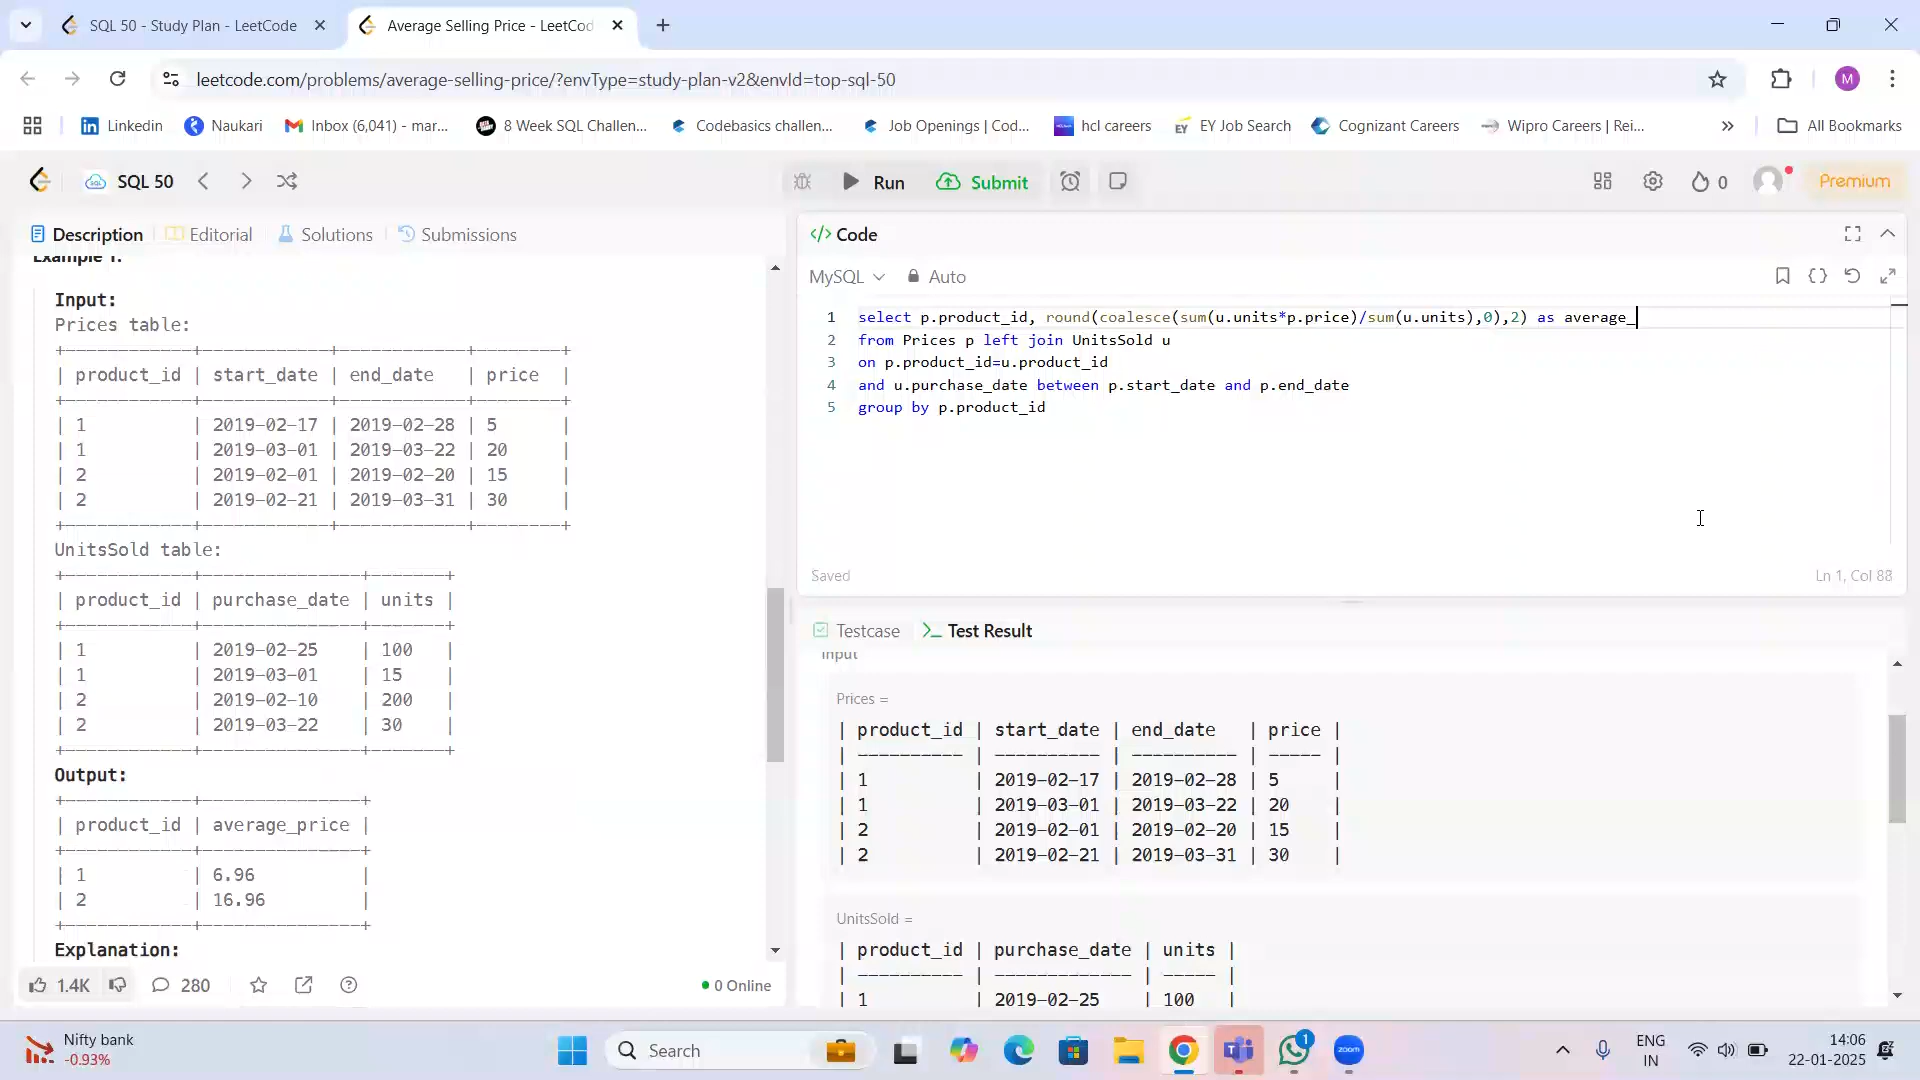 SQL 50 - Study Plan - LeetCode
Average Selling Price - LeetCod
leetcode.com/problems/average-selling-price/?envType=study-plan-v2&envId=top-sql-50
M
Linkedin
Naukari
Inbox (6,041) - mar...
8 Week SQL Challen...
Codebasics challen...
Job Openings | Cod...
hcl careers
EY Job Search
Cognizant Careers
Wipro Careers | Rei...
All Bookmarks
SQL 50
Run
Submit
0
Premium
Description
Editorial
Solutions
Submissions
Example 1:
Input:
Prices table:
+------------+------------+------------+--------+
| product_id | start_date | end_date   | price  |
+------------+------------+------------+--------+
| 1          | 2019-02-17 | 2019-02-28 | 5      |
| 1          | 2019-03-01 | 2019-03-22 | 20     |
| 2          | 2019-02-01 | 2019-02-20 | 15     |
| 2          | 2019-02-21 | 2019-03-31 | 30     |
+------------+------------+------------+--------+
UnitsSold table:
+------------+---------------+-------+
| product_id | purchase_date | units |
+------------+---------------+-------+
| 1          | 2019-02-25    | 100   |
| 1          | 2019-03-01    | 15    |
| 2          | 2019-02-10    | 200   |
| 2          | 2019-03-22    | 30    |
+------------+---------------+-------+
Output:
+------------+---------------+
| product_id | average_price |
+------------+---------------+
| 1          | 6.96          |
| 2          | 16.96         |
+------------+---------------+
Explanation:
1.4K
280
0 Online
Code
MySQL
Auto
1 select p.product_id, round(coalesce(sum(u.units*p.price)/sum(u.units),0),2) as average_
2 from Prices p left join UnitsSold u
3 on p.product_id=u.product_id
4 and u.purchase_date between p.start_date and p.end_date
5 group by p.product_id
Saved
Ln 1, Col 88
Testcase
Test Result
Input
Prices =
| product_id | start_date | end_date   | price |
| ---------- | ---------- | ---------- | ----- |
| 1          | 2019-02-17 | 2019-02-28 | 5     |
| 1          | 2019-03-01 | 2019-03-22 | 20    |
| 2          | 2019-02-01 | 2019-02-20 | 15    |
| 2          | 2019-02-21 | 2019-03-31 | 30    |
UnitsSold =
| product_id | purchase_date | units |
| ---------- | ------------- | ----- |
| 1          | 2019-02-25    | 100   |
Nifty bank
-0.93%
Search
1
zoom
ENG
IN
14:06
22-01-2025